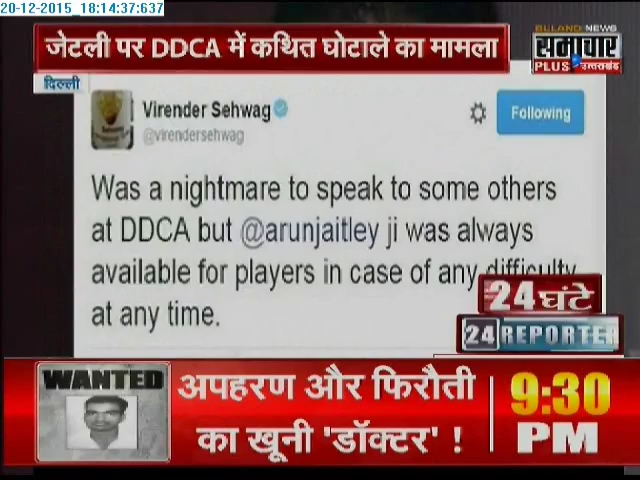 20-12-2015_18:14:37:637
जेटली पर DDCA में कथित घोटाले का मामला
BULAND NEWS
समाचार
PLUS उत्तराखंड
दिल्ली
Virender Sehwag
@virendersehwag
Following
Was a nightmare to speak to some others
at DDCA but @arunjaitley ji was always
available for players in case of any difficulty
at any time.
24 घंटे
24 REPORTER
WANTED
अपहरण और फिरौती
का खूनी 'डॉक्टर' !
9:30
PM